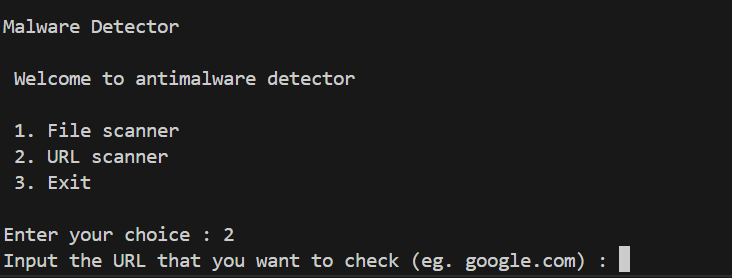 Malware Detector
Welcome to antimalware detector
1. File scanner
2. URL scanner
3. Exit
Enter your choice : 2
Input the URL that you want to check (eg. google.com) :